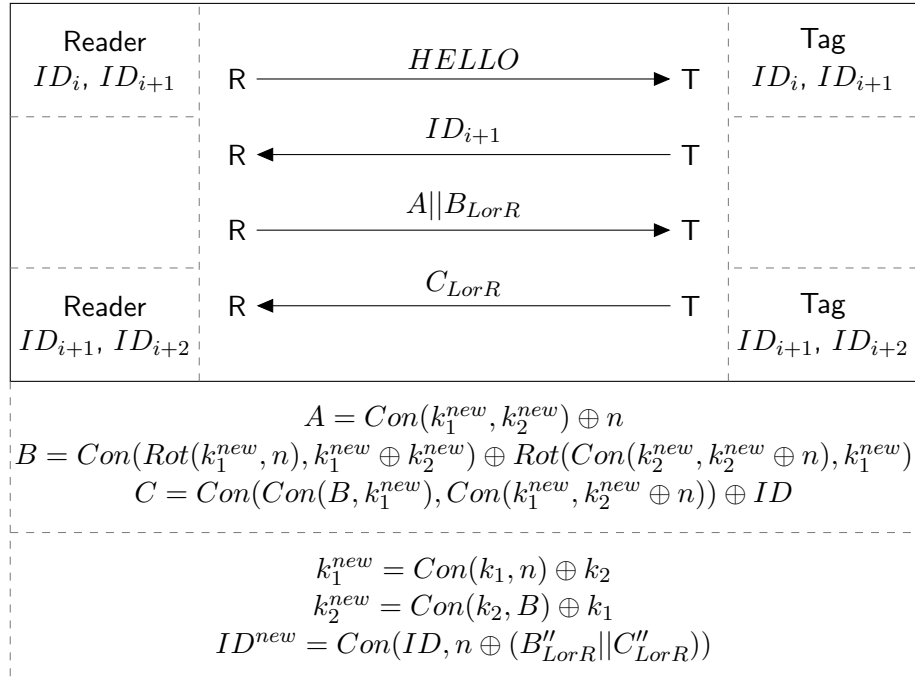 Reader HELLO Tag
ID_i, ID_{i+1} R T ID_i, ID_{i+1}
ID_{i+1}
R T
A||B_{LorR}
R T
Reader C_{LorR} Tag
ID_{i+1}, ID_{i+2} R T ID_{i+1}, ID_{i+2}
A = Con(k_1^{new}, k_2^{new}) ⊕ n
B = Con(Rot(k_1^{new}, n), k_1^{new} ⊕ k_2^{new}) ⊕ Rot(Con(k_2^{new}, k_2^{new} ⊕ n), k_1^{new})
C = Con(Con(B, k_1^{new}), Con(k_1^{new}, k_2^{new} ⊕ n)) ⊕ ID
k_1^{new} = Con(k_1, n) ⊕ k_2
k_2^{new} = Con(k_2, B) ⊕ k_1
ID^{new} = Con(ID, n ⊕ (B''_{LorR}||C''_{LorR}))